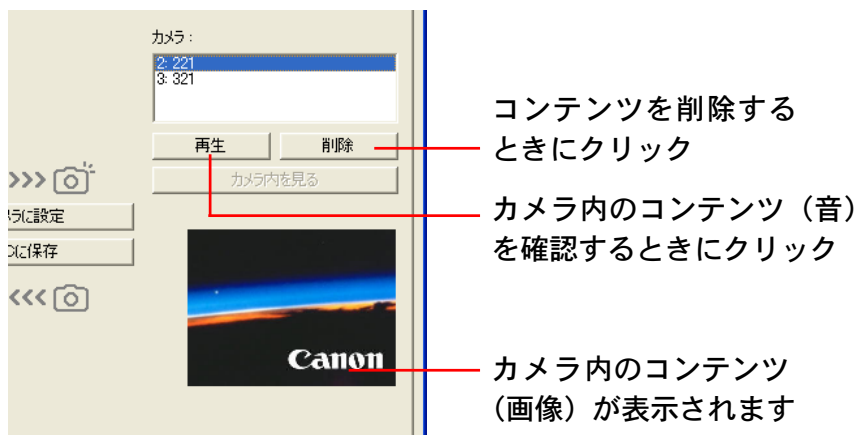 カメラ：
2: 221
3: 321
再生
削除
カメラ内を見る
>>>
に設定
に保存
<<<
Canon
コンテンツを削除する
ときにクリック
カメラ内のコンテンツ（音）
を確認するときにクリック
カメラ内のコンテンツ
（画像）が表示されます